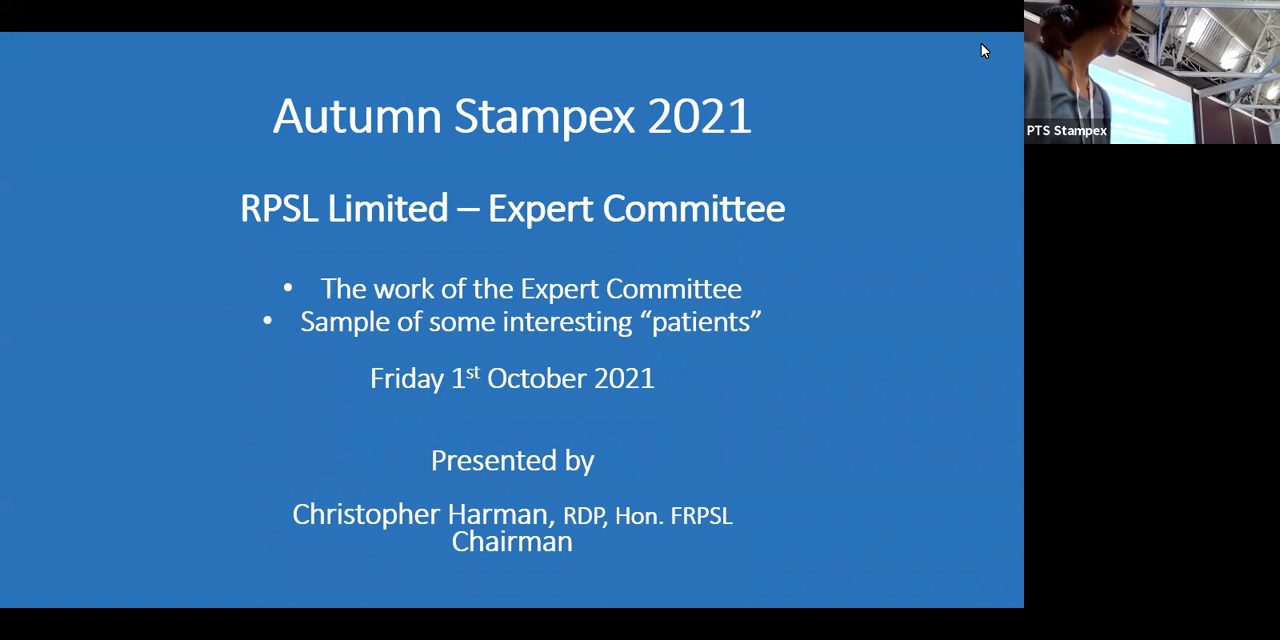 Autumn Stampex 2021
RPSL Limited – Expert Committee
• The work of the Expert Committee
• Sample of some interesting “patients”
Friday 1st October 2021
Presented by
Christopher Harman, RDP, Hon. FRPSL
Chairman
PTS Stampex